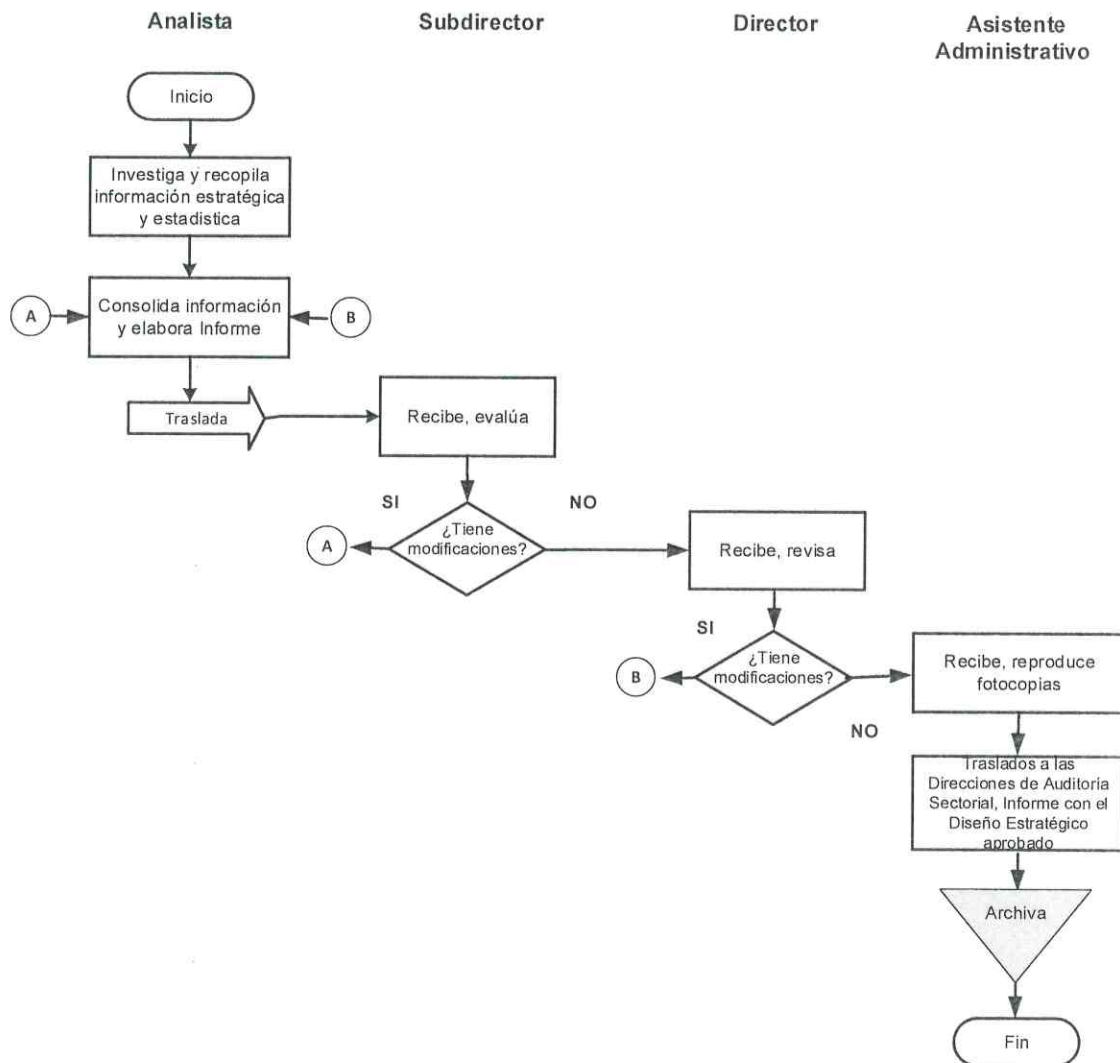 Analista
Subdirector
Director
Asistente
Administrativo
Inicio
Investiga y recopila
información estratégica
y estadistica
A
Consolida información
y elabora Informe
B
Traslada
Recibe, evalúa
SI
NO
A
¿Tiene
modificaciones?
Recibe, revisa
SI
B
¿Tiene
modificaciones?
NO
Recibe, reproduce
fotocopias
Traslados a las
Direcciones de Auditoría
Sectorial, Informe con el
Diseño Estratégico
aprobado
Archiva
Fin